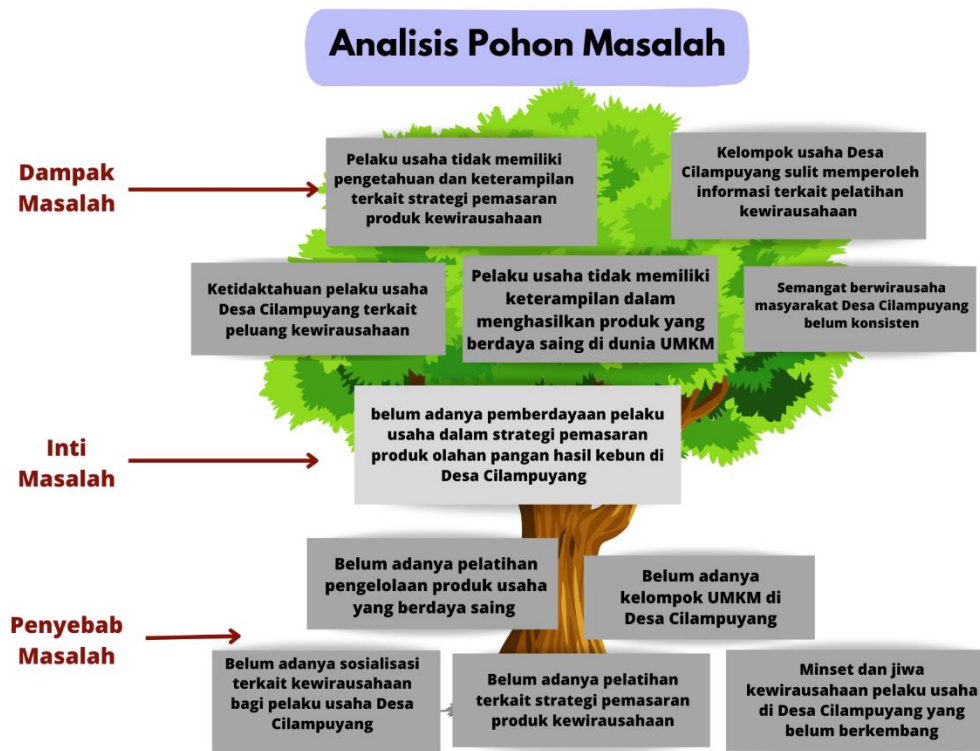 Analisis Pohon Masalah
Dampak
Masalah
Pelaku usaha tidak memiliki
pengetahuan dan keterampilan
terkait strategi pemasaran
produk kewirausahaan
Kelompok usaha Desa
Cilampuyang sulit memperoleh
informasi terkait pelatihan
kewirausahaan
Ketidaktahuan pelaku usaha
Desa Cilampuyang terkait
peluang kewirausahaan
Pelaku usaha tidak memiliki
keterampilan dalam
menghasilkan produk yang
berdaya saing di dunia UMKM
Semangat berwirausaha
masyarakat Desa Cilampuyang
belum konsisten
Inti
Masalah
belum adanya pemberdayaan pelaku
usaha dalam strategi pemasaran
produk olahan pangan hasil kebun di
Desa Cilampuyang
Penyebab
Masalah
Belum adanya pelatihan
pengelolaan produk usaha
yang berdaya saing
Belum adanya
kelompok UMKM di
Desa Cilampuyang
Belum adanya sosialisasi
terkait kewirausahaan
bagi pelaku usaha Desa
Cilampuyang
Belum adanya pelatihan
terkait strategi pemasaran
produk kewirausahaan
Minset dan jiwa
kewirausahaan pelaku usaha
di Desa Cilampuyang yang
belum berkembang